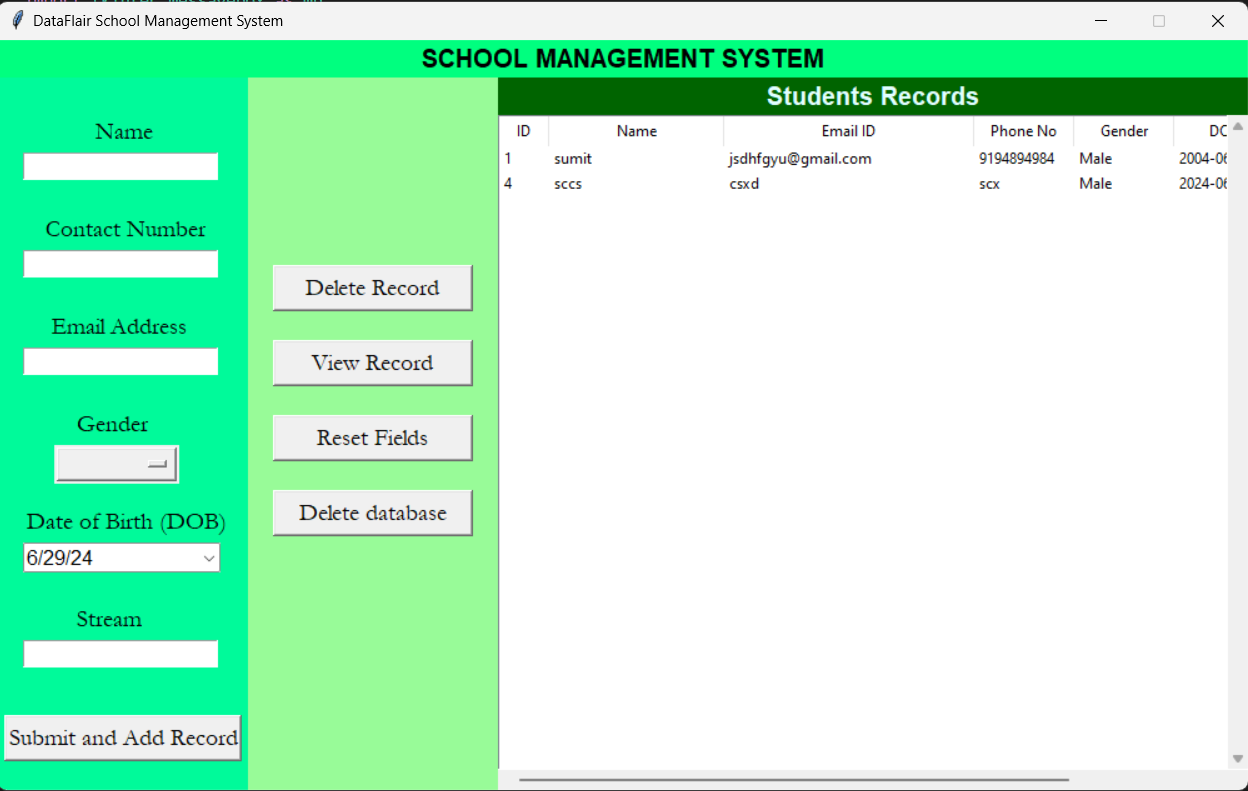 DataFlair School Management System
SCHOOL MANAGEMENT SYSTEM
Name
Contact Number
Email Address
Gender
Date of Birth (DOB)
6/29/24
Stream
Submit and Add Record
Delete Record
View Record
Reset Fields
Delete database
Students Records
ID Name Email ID Phone No Gender DO
1 sumit jsdhfgyu@gmail.com 9194894984 Male 2004-06
4 sccs csxd scx Male 2024-06